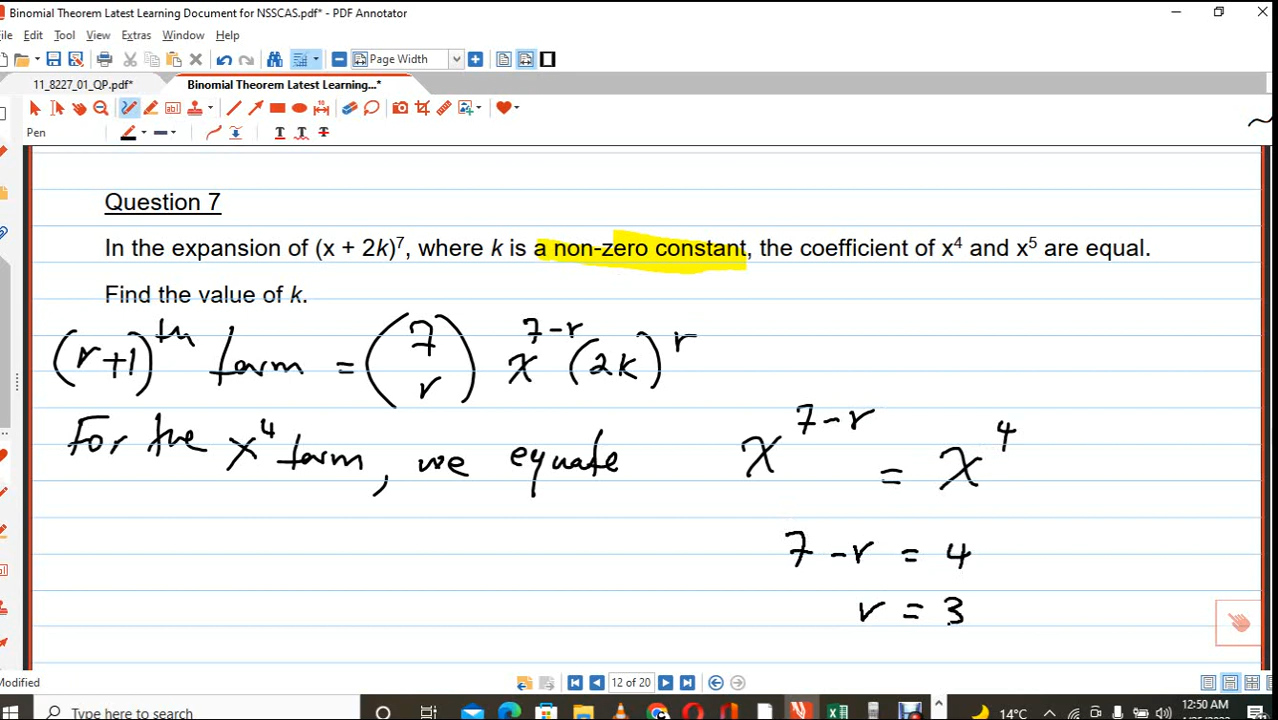 Binomial Theorem Latest Learning Document for NSSCAS.pdf* - PDF Annotator
ile Edit Tool View Extras Window Help
Page Width
11_8227_01_QP.pdf* Binomial Theorem Latest Learning...*
Pen
Question 7
In the expansion of (x + 2k)⁷, where k is a non-zero constant, the coefficient of x⁴ and x⁵ are equal.
Find the value of k.
(r+1)ᵗʰ term = (7 r) x⁷⁻ʳ (2k)ʳ
For the x⁴ term, we equate x⁷⁻ʳ = x⁴
7 - r = 4
r = 3
Modified 12 of 20
Type here to search 14°C 12:50 AM